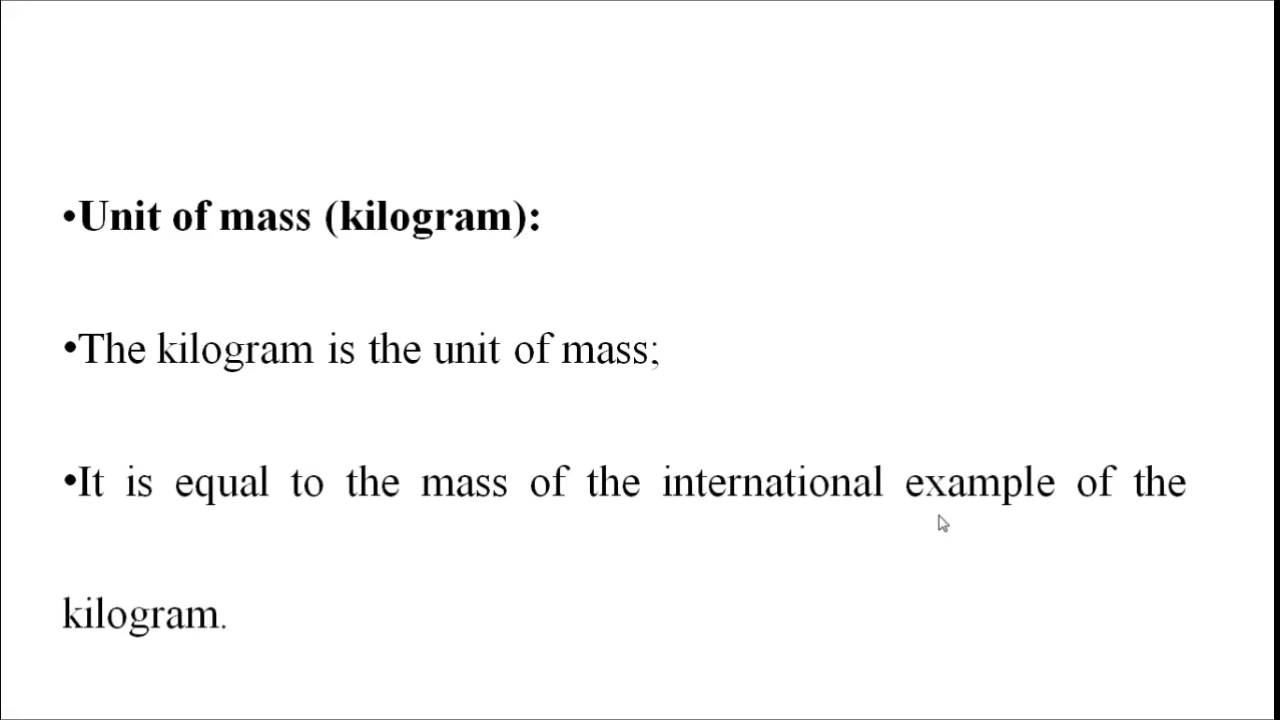 •Unit of mass (kilogram):
•The kilogram is the unit of mass;
•It is equal to the mass of the international example of the
kilogram.